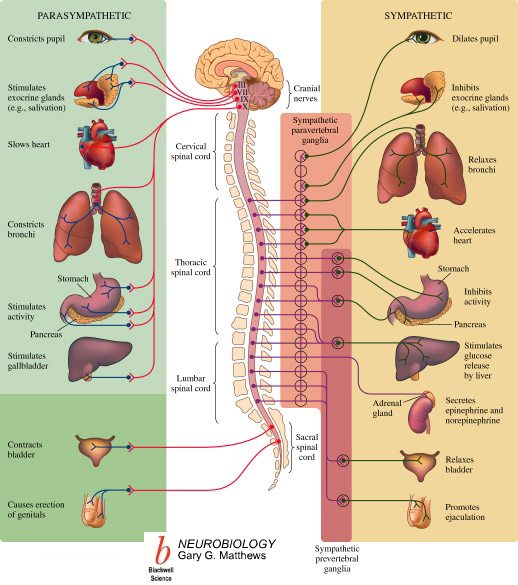 PARASYMPATHETIC
Constricts pupil
Stimulates
exocrine glands
(e.g., salivation)
Slows heart
Constricts
bronchi
Stomach
Stimulates
activity
Pancreas
Stimulates
gallbladder
Contracts
bladder
Causes erection
of genitals
III
VII
IX
X
Cranial
nerves
Cervical
spinal cord
Thoracic
spinal cord
Lumbar
spinal cord
Sacral
spinal
cord
Sympathetic
paravertebral
ganglia
SYMPATHETIC
Dilates pupil
Inhibits
exocrine glands
(e.g., salivation)
Relaxes
bronchi
Accelerates
heart
Stomach
Inhibits
activity
Pancreas
Stimulates
glucose
release
by liver
Adrenal
gland
Secretes
epinephrine and
norepinephrine
Relaxes
bladder
Promotes
ejaculation
Sympathetic
prevertebral
ganglia
b
Blackwell
Science
NEUROBIOLOGY
Gary G. Matthews